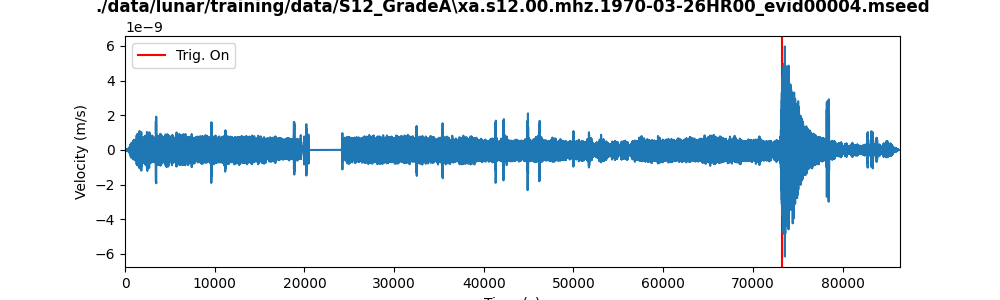 ./data/lunar/training/data/S12_GradeA\xa.s12.00.mhz.1970-03-26HR00_evid00004.mseed
1e−9
Trig. On
6
4
2
0
−2
−4
−6
Velocity (m/s)
0 10000 20000 30000 40000 50000 60000 70000 80000